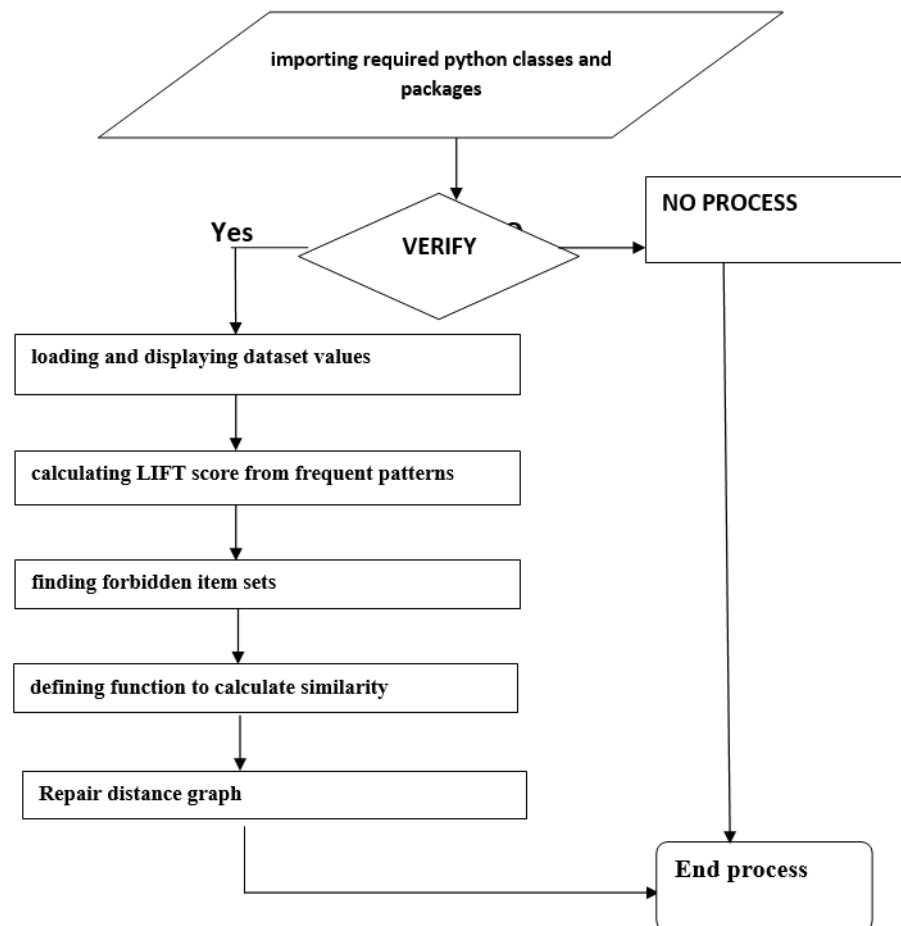 importing required python classes and
packages
NO PROCESS
Yes
VERIFY
loading and displaying dataset values
calculating LIFT score from frequent patterns
finding forbidden item sets
defining function to calculate similarity
Repair distance graph
End process